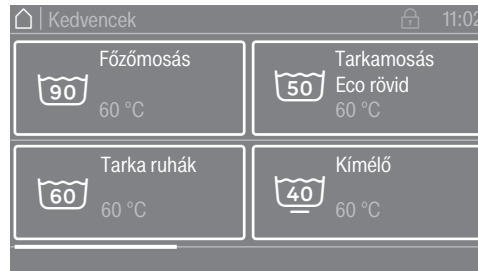 Kedvencek
11:02
Főzőmosás
90
60 °C
Tarkamosás
50
Eco rövid
60 °C
Tarka ruhák
60
60 °C
Kímélő
40
60 °C